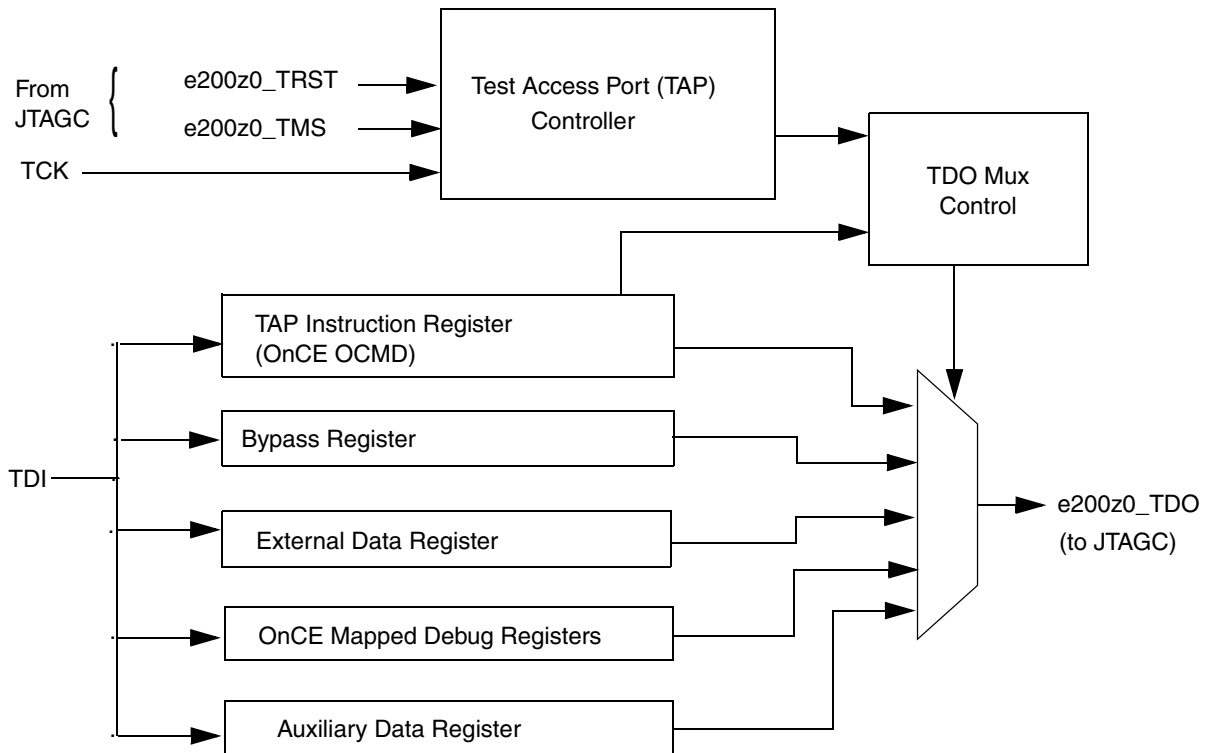 e200z0_TRST
From
JTAGC
e200z0_TMS
TCK
Test Access Port (TAP)
Controller
TDO Mux
Control
TAP Instruction Register
(OnCE OCMD)
Bypass Register
TDI
External Data Register
OnCE Mapped Debug Registers
Auxiliary Data Register
e200z0_TDO
(to JTAGC)